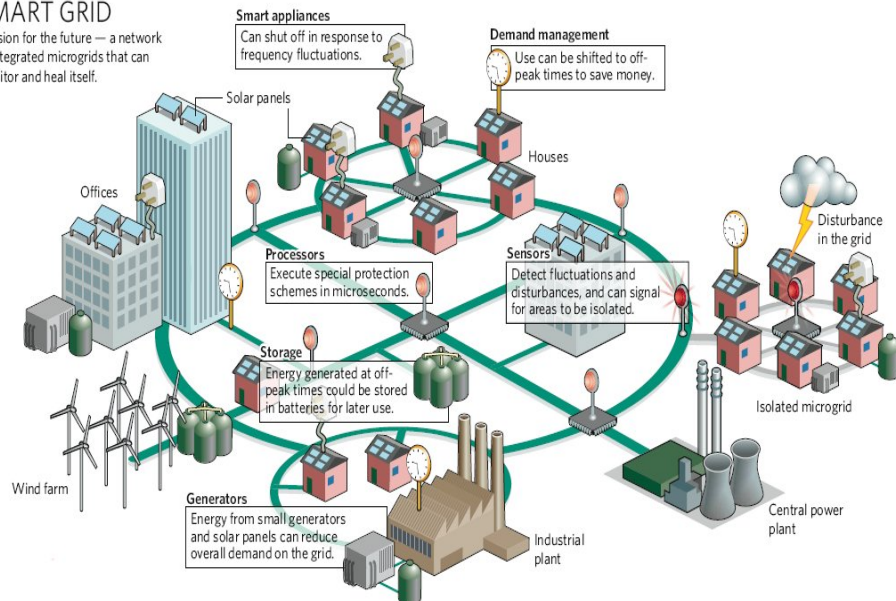 MART GRID
sion for the future — a network
tegrated microgrids that can
itor and heal itself.
Smart appliances
Can shut off in response to
frequency fluctuations.
Demand management
Use can be shifted to off-
peak times to save money.
Solar panels
Houses
Offices
Disturbance
in the grid
Processors
Execute special protection
schemes in microseconds.
Sensors
Detect fluctuations and
disturbances, and can signal
for areas to be isolated.
Storage
Energy generated at off-
peak times could be stored
in batteries for later use.
Isolated microgrid
Wind farm
Generators
Energy from small generators
and solar panels can reduce
overall demand on the grid.
Industrial
plant
Central power
plant